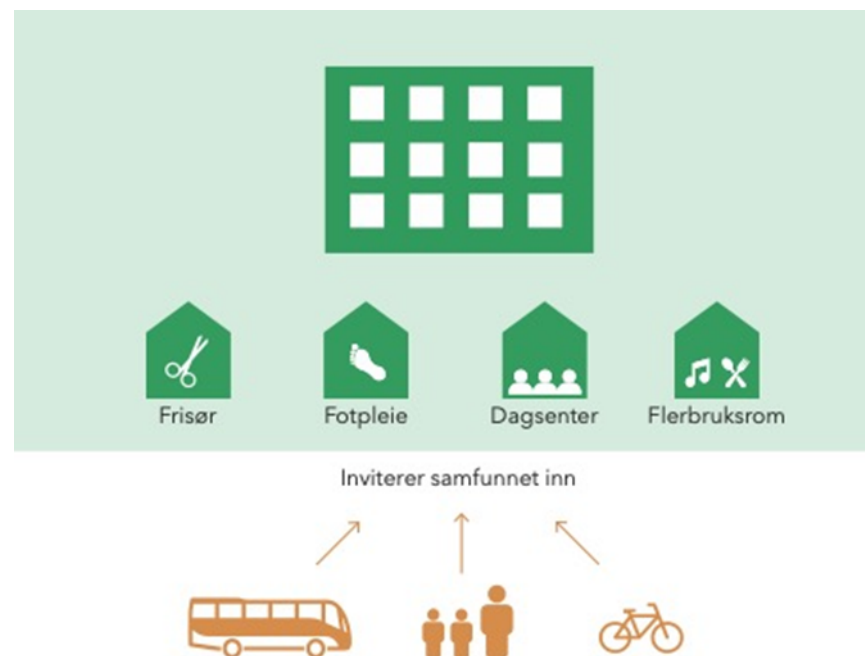 Frisør
Fotpleie
Dagsenter
Flerbruksrom
Inviterer samfunnet inn